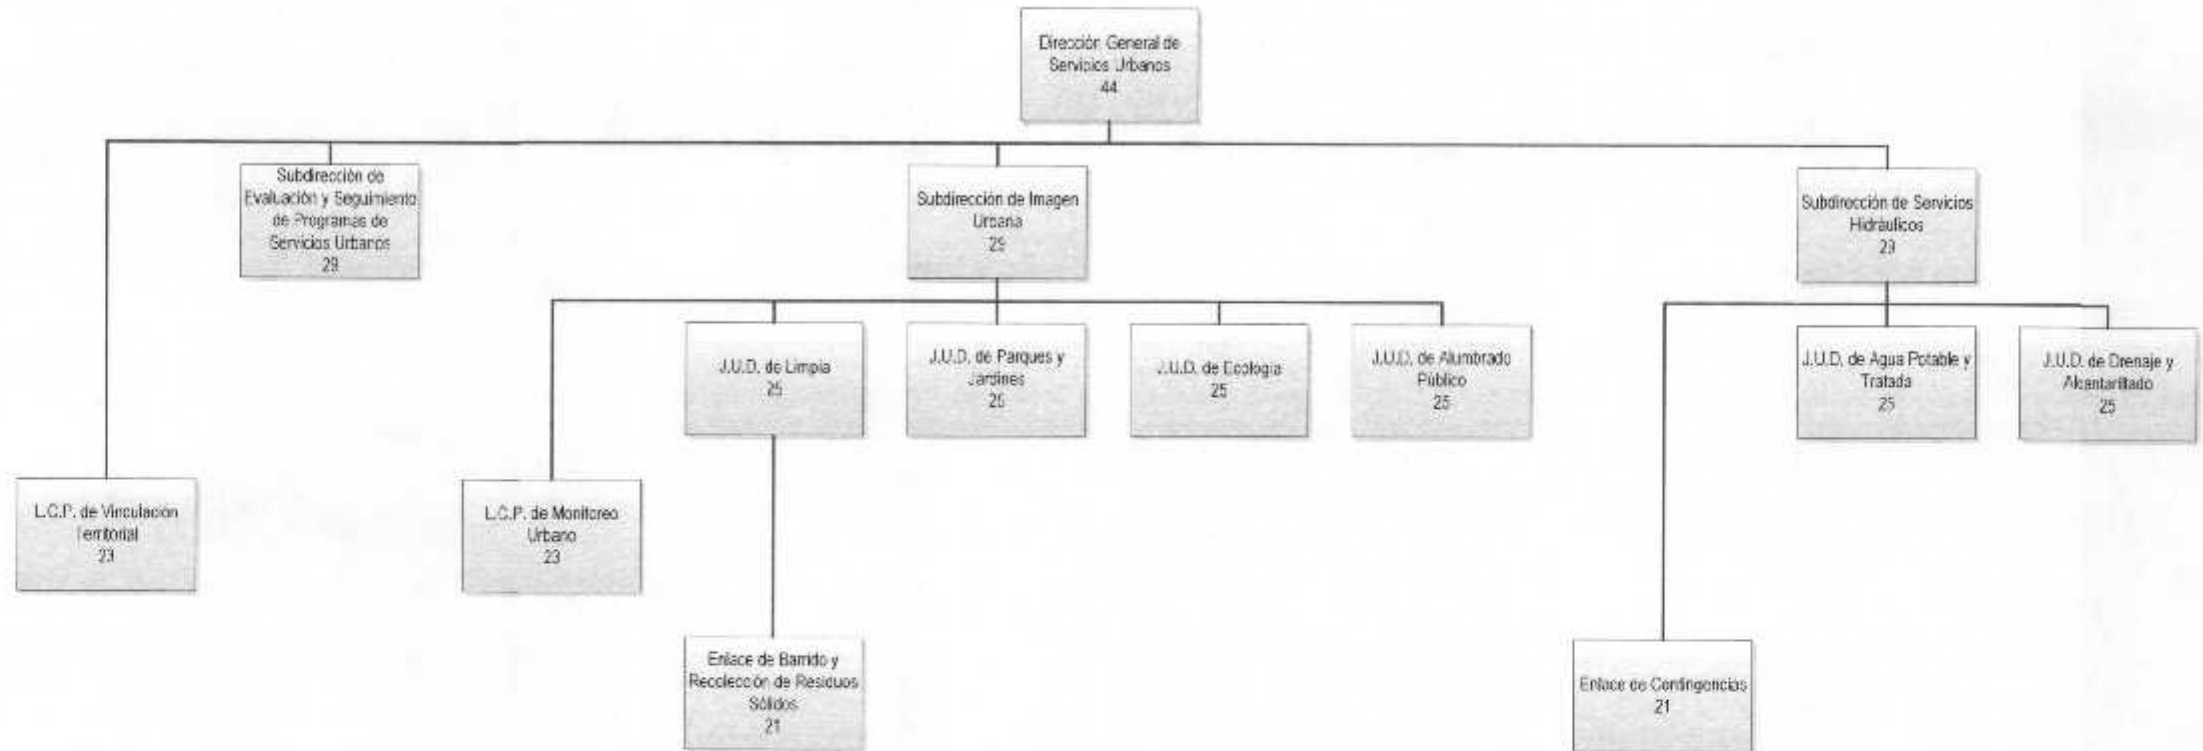 Dirección General de
Servicios Urbanos
44
Subdirección de
Evaluación y Seguimiento
de Programas de
Servicios Urbanos
29
Subdirección de Imagen
Urbana
29
Subdirección de Servicios
Hidráulicos
29
J.U.D. de Limpia
25
J.U.D. de Parques y
Jardines
25
J.U.D. de Ecología
25
J.U.D. de Alumbrado
Público
25
J.U.D. de Agua Potable y
Tratada
25
J.U.D. de Drenaje y
Alcantarillado
25
L.C.P. de Vinculación
Territorial
23
L.C.P. de Monitoreo
Urbano
23
Enlace de Barrido y
Recolección de Residuos
Sólidos
21
Enlace de Contingencias
21